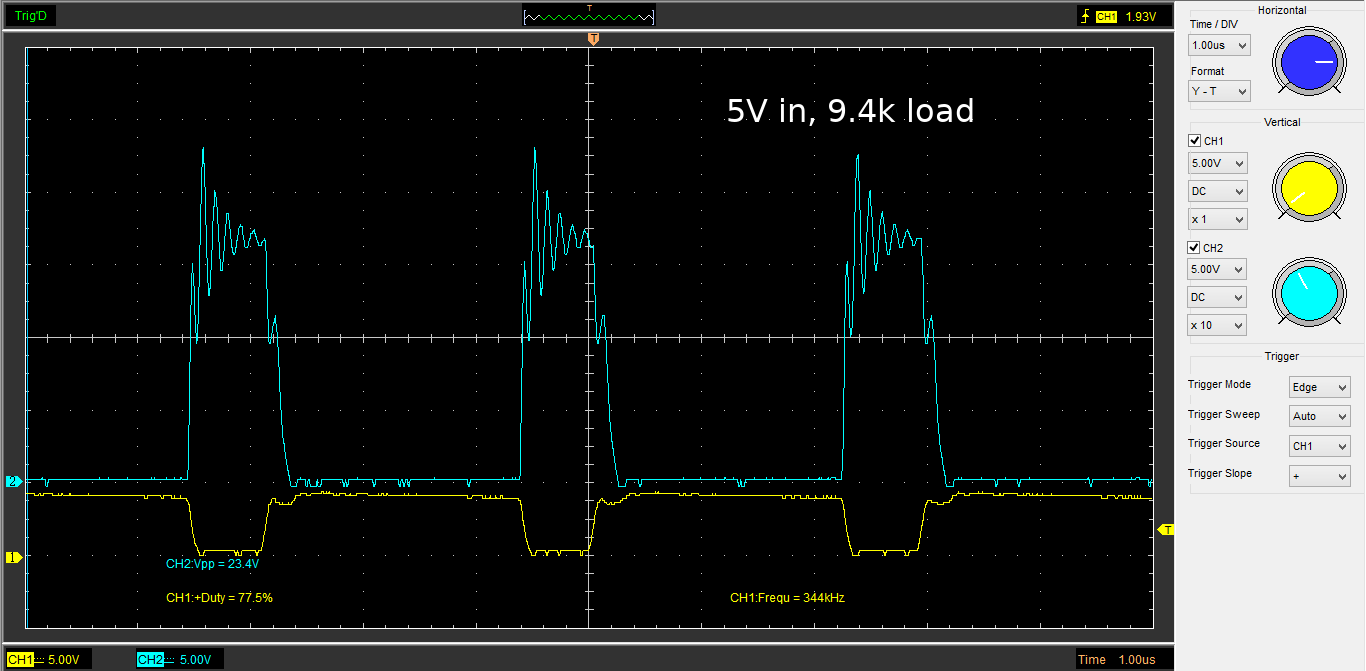 Trig'D
T
CH1 1.93V
T
5V in, 9.4k load
2
1
T
CH2:Vpp = 23.4V
CH1:+Duty = 77.5%
CH1:Frequ = 344kHz
CH1 5.00V
CH2 5.00V
Time 1.00us
Horizontal
Time / DIV
1.00us
Format
Y - T
Vertical
CH1
5.00V
DC
x 1
CH2
5.00V
DC
x 10
Trigger
Trigger Mode Edge
Trigger Sweep Auto
Trigger Source CH1
Trigger Slope +